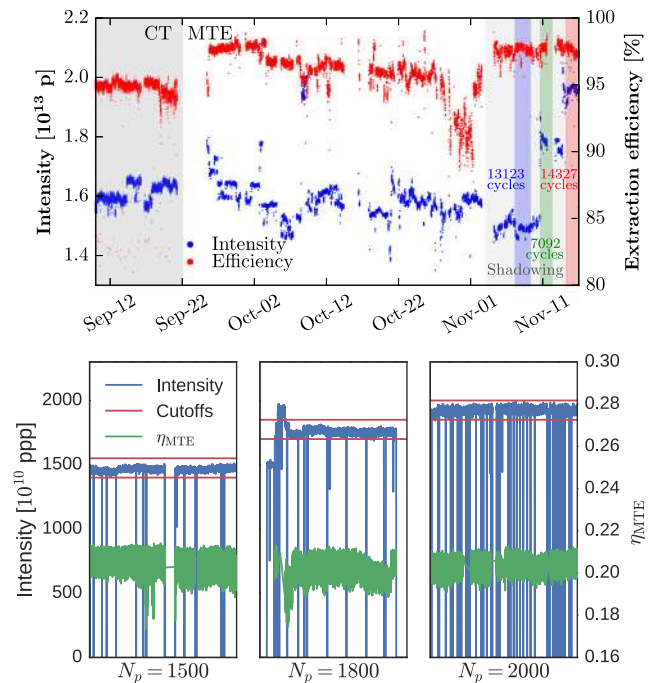 CT MTE
Intensity [10^13 p]
2.2
2.0
1.8
1.6
1.4
100
95
90
85
80
Extraction efficiency [%]
13123
cycles
14327
cycles
7092
cycles
Shadowing
Intensity
Efficiency
Sep-12
Sep-22
Oct-02
Oct-12
Oct-22
Nov-01
Nov-11
Intensity [10^10 ppp]
2000
1500
1000
500
0
Intensity
Cutoffs
η_MTE
0.30
0.28
0.26
0.24
0.22
0.20
0.18
0.16
η_MTE
N_p = 1500
N_p = 1800
N_p = 2000